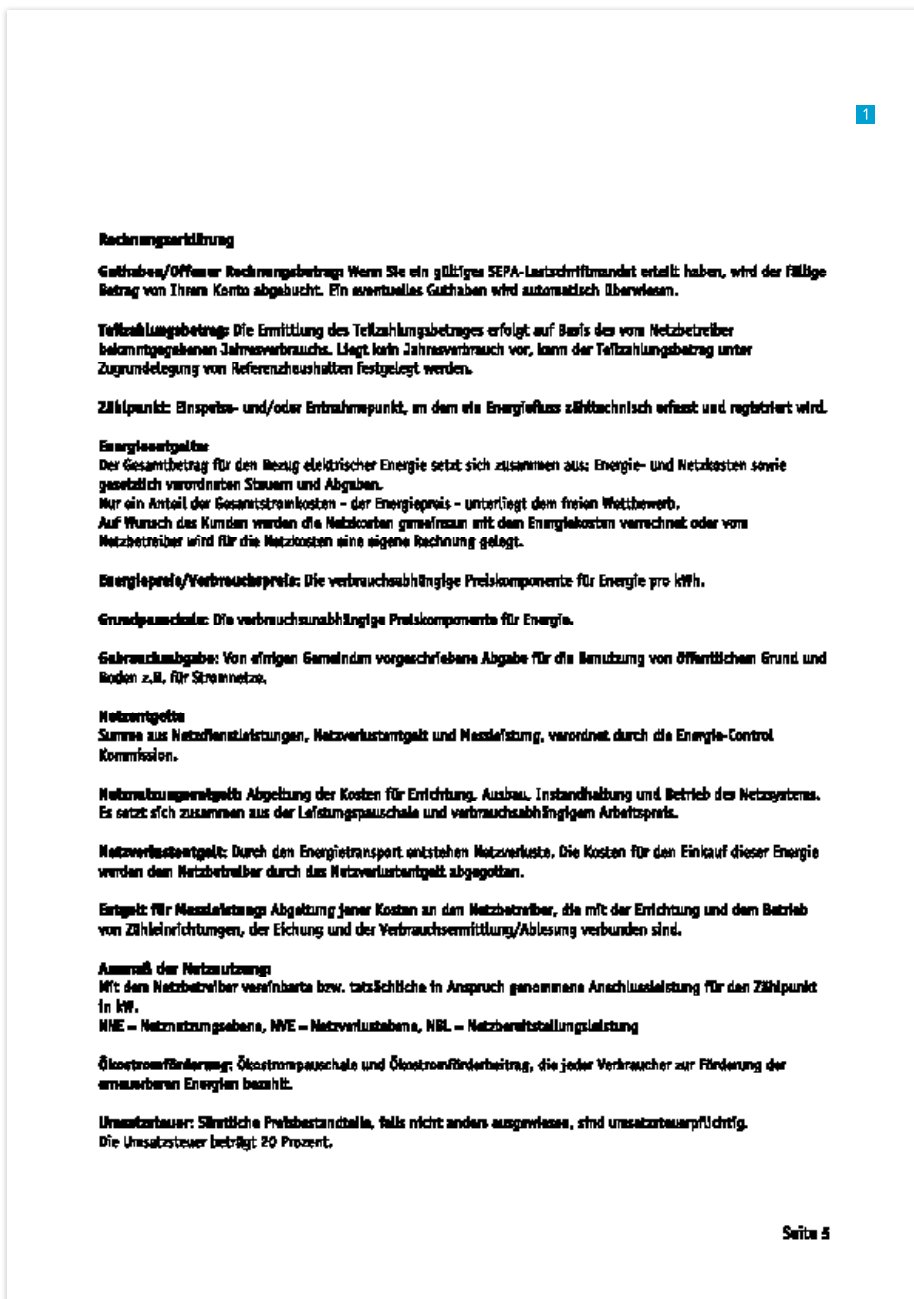 1
Rechnungserklärung
Guthaben/Offener Rechnungsbetrag: Wenn Sie ein gültiges SEPA-Lastschriftmandat erteilt haben, wird der fällige
Betrag von Ihrem Konto abgebucht. Ein eventuelles Guthaben wird automatisch überwiesen.
Teilzahlungsbetrag: Die Ermittlung des Teilzahlungsbetrages erfolgt auf Basis des vom Netzbetreiber
bekanntgegebenen Jahresverbrauchs. Liegt kein Jahresverbrauch vor, kann der Teilzahlungsbetrag unter
Zugrundelegung von Referenzhaushalten festgelegt werden.
Zählpunkt: Einspeise- und/oder Entnahmepunkt, an dem ein Energiefluss zähltechnisch erfasst und registriert wird.
Energieentgelte:
Der Gesamtbetrag für den Bezug elektrischer Energie setzt sich zusammen aus: Energie- und Netzkosten sowie
gesetzlich verordneten Steuern und Abgaben.
Nur ein Anteil der Gesamtstromkosten – der Energiepreis – unterliegt dem freien Wettbewerb.
Auf Wunsch des Kunden werden die Netzkosten gemeinsam mit den Energiekosten verrechnet oder vom
Netzbetreiber wird für die Netzkosten eine eigene Rechnung gelegt.
Energiepreis/Verbrauchspreis: Die verbrauchsabhängige Preiskomponente für Energie pro kWh.
Grundpauschale: Die verbrauchsunabhängige Preiskomponente für Energie.
Gebrauchsabgabe: Von einigen Gemeinden vorgeschriebene Abgabe für die Benutzung von öffentlichem Grund und
Boden z.B. für Stromnetze.
Netzentgelte
Summe aus Netzdienstleistungen, Netzverlustentgelt und Messleistung, verordnet durch die Energie-Control
Kommission.
Netznutzungsentgelt: Abgeltung der Kosten für Errichtung, Ausbau, Instandhaltung und Betrieb des Netzsystems.
Es setzt sich zusammen aus der Leistungspauschale und verbrauchsabhängigem Arbeitspreis.
Netzverlustentgelt: Durch den Energietransport entstehen Netzverluste. Die Kosten für den Einkauf dieser Energie
werden dem Netzbetreiber durch das Netzverlustentgelt abgegolten.
Entgelt für Messleistung: Abgeltung jener Kosten an den Netzbetreiber, die mit der Errichtung und dem Betrieb
von Zähleinrichtungen, der Eichung und der Verbrauchsermittlung/Ablesung verbunden sind.
Ausmaß der Netznutzung:
Mit dem Netzbetreiber vereinbarte bzw. tatsächliche in Anspruch genommene Anschlussleistung für den Zählpunkt
in kW.
NNE – Netznutzungsebene, NVE – Netzverlustebene, NBL – Netzbereitstellungsleistung
Ökostromförderung: Ökostrompauschale und Ökostromförderbeitrag, die jeder Verbraucher zur Förderung der
erneuerbaren Energien bezahlt.
Umsatzsteuer: Sämtliche Preisbestandteile, falls nicht anders ausgewiesen, sind umsatzsteuerpflichtig.
Die Umsatzsteuer beträgt 20 Prozent.
Seite 5